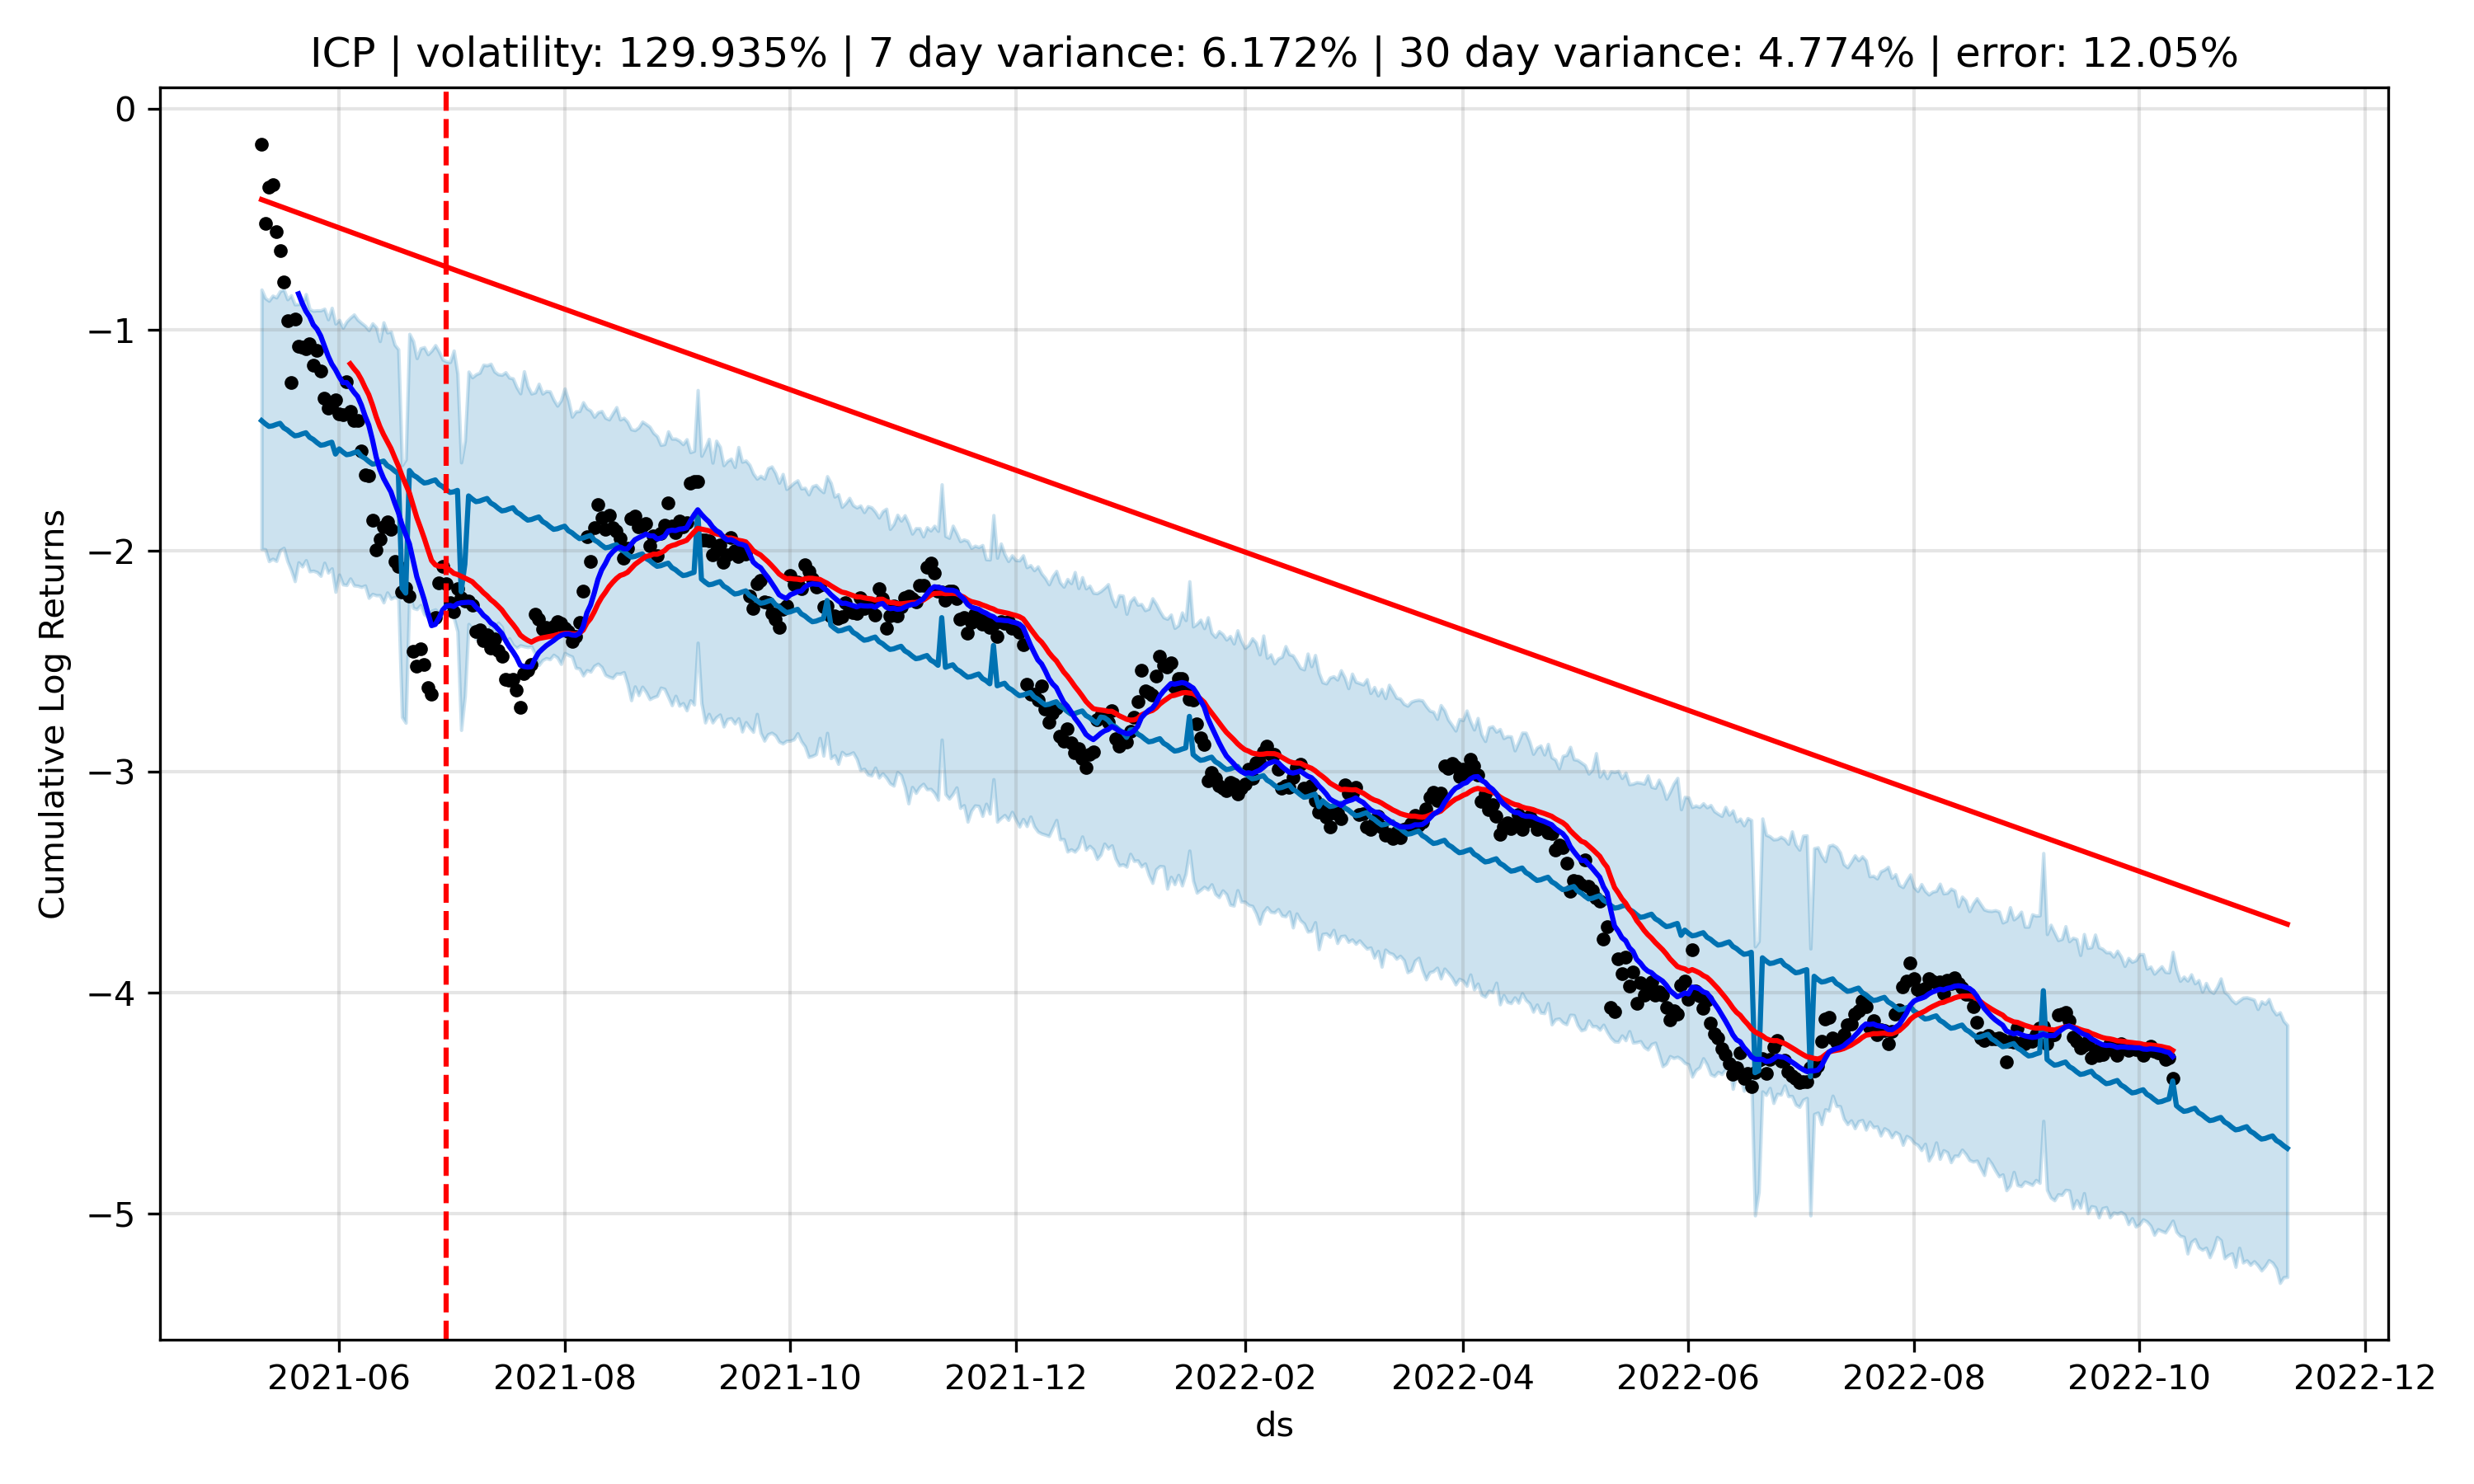 ICP | volatility: 129.935% | 7 day variance: 6.172% | 30 day variance: 4.774% | error: 12.05%
0
−1
−2
−3
−4
−5
Cumulative Log Returns
2021-06 2021-08 2021-10 2021-12 2022-02 2022-04 2022-06 2022-08 2022-10 2022-12
ds